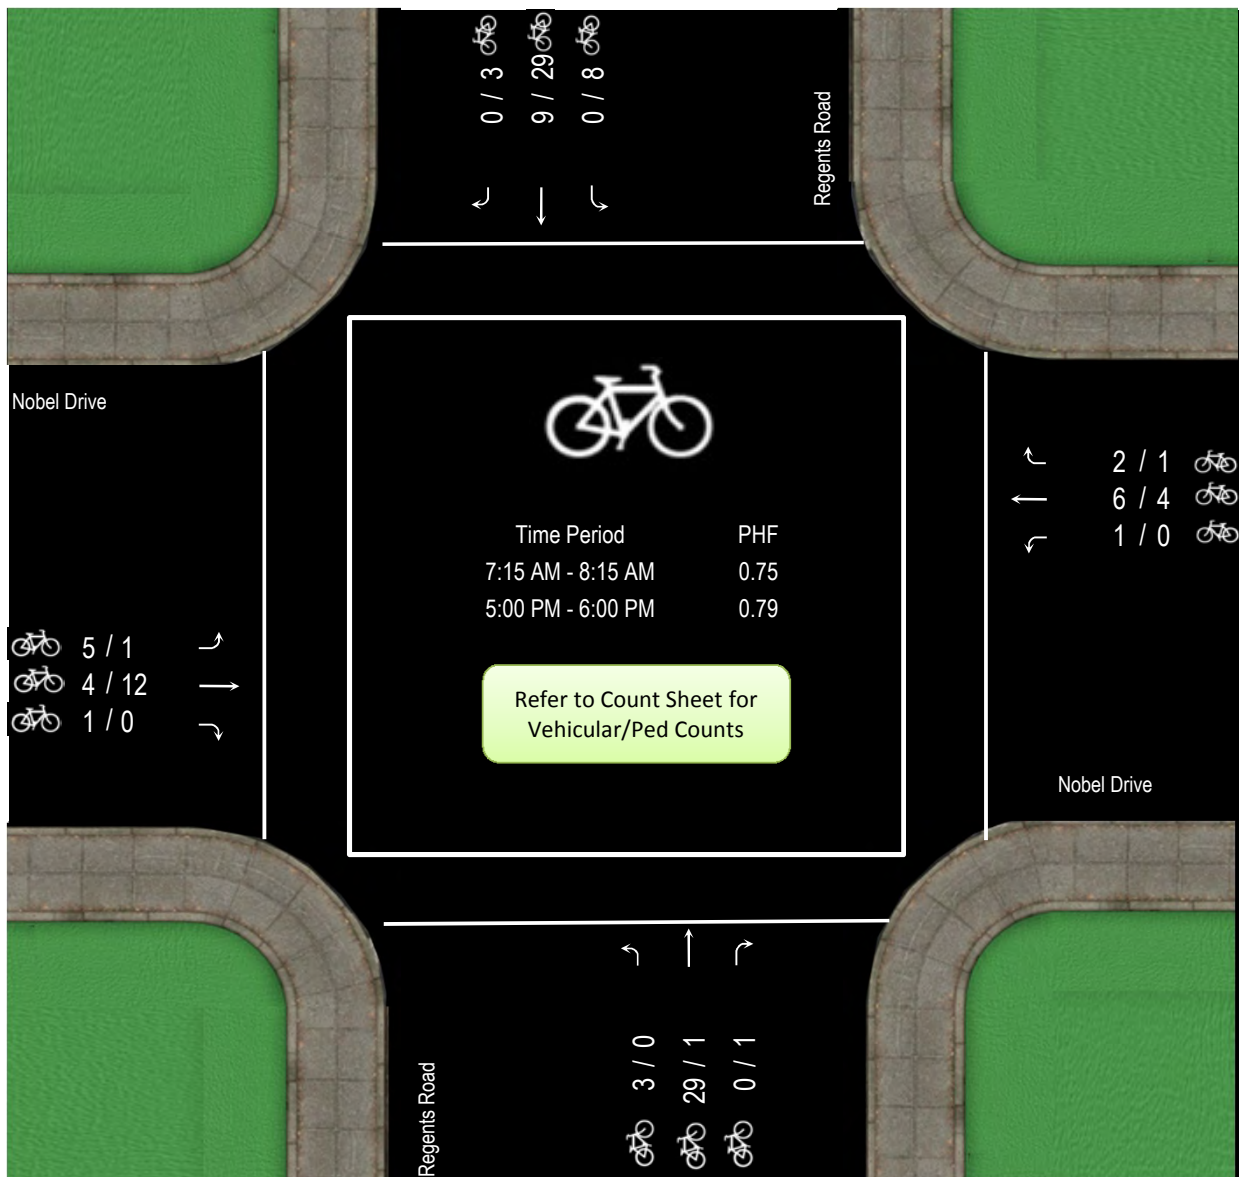 0 / 3
9 / 29
0 / 8
Regents Road
Nobel Drive
2 / 1
6 / 4
1 / 0
Time Period PHF
7:15 AM - 8:15 AM 0.75
5:00 PM - 6:00 PM 0.79
5 / 1
4 / 12
1 / 0
Refer to Count Sheet for
Vehicular/Ped Counts
Nobel Drive
3 / 0
29 / 1
0 / 1
Regents Road